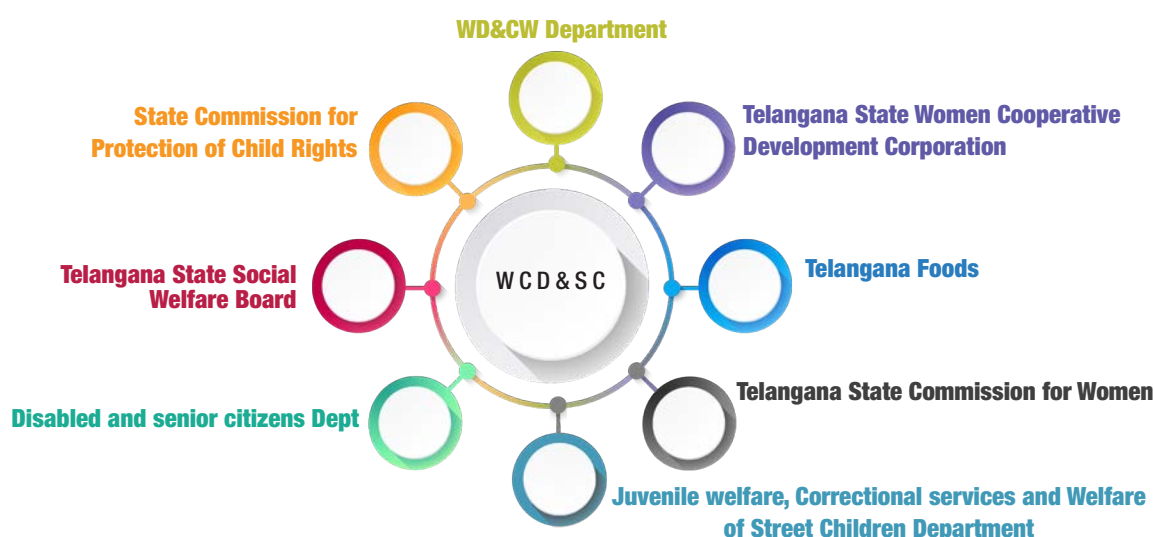 WD&CW Department
State Commission for
Protection of Child Rights
Telangana State Women Cooperative
Development Corporation
Telangana State Social
Welfare Board
WCD&SC
Telangana Foods
Disabled and senior citizens Dept
Telangana State Commission for Women
Juvenile welfare, Correctional services and Welfare
of Street Children Department